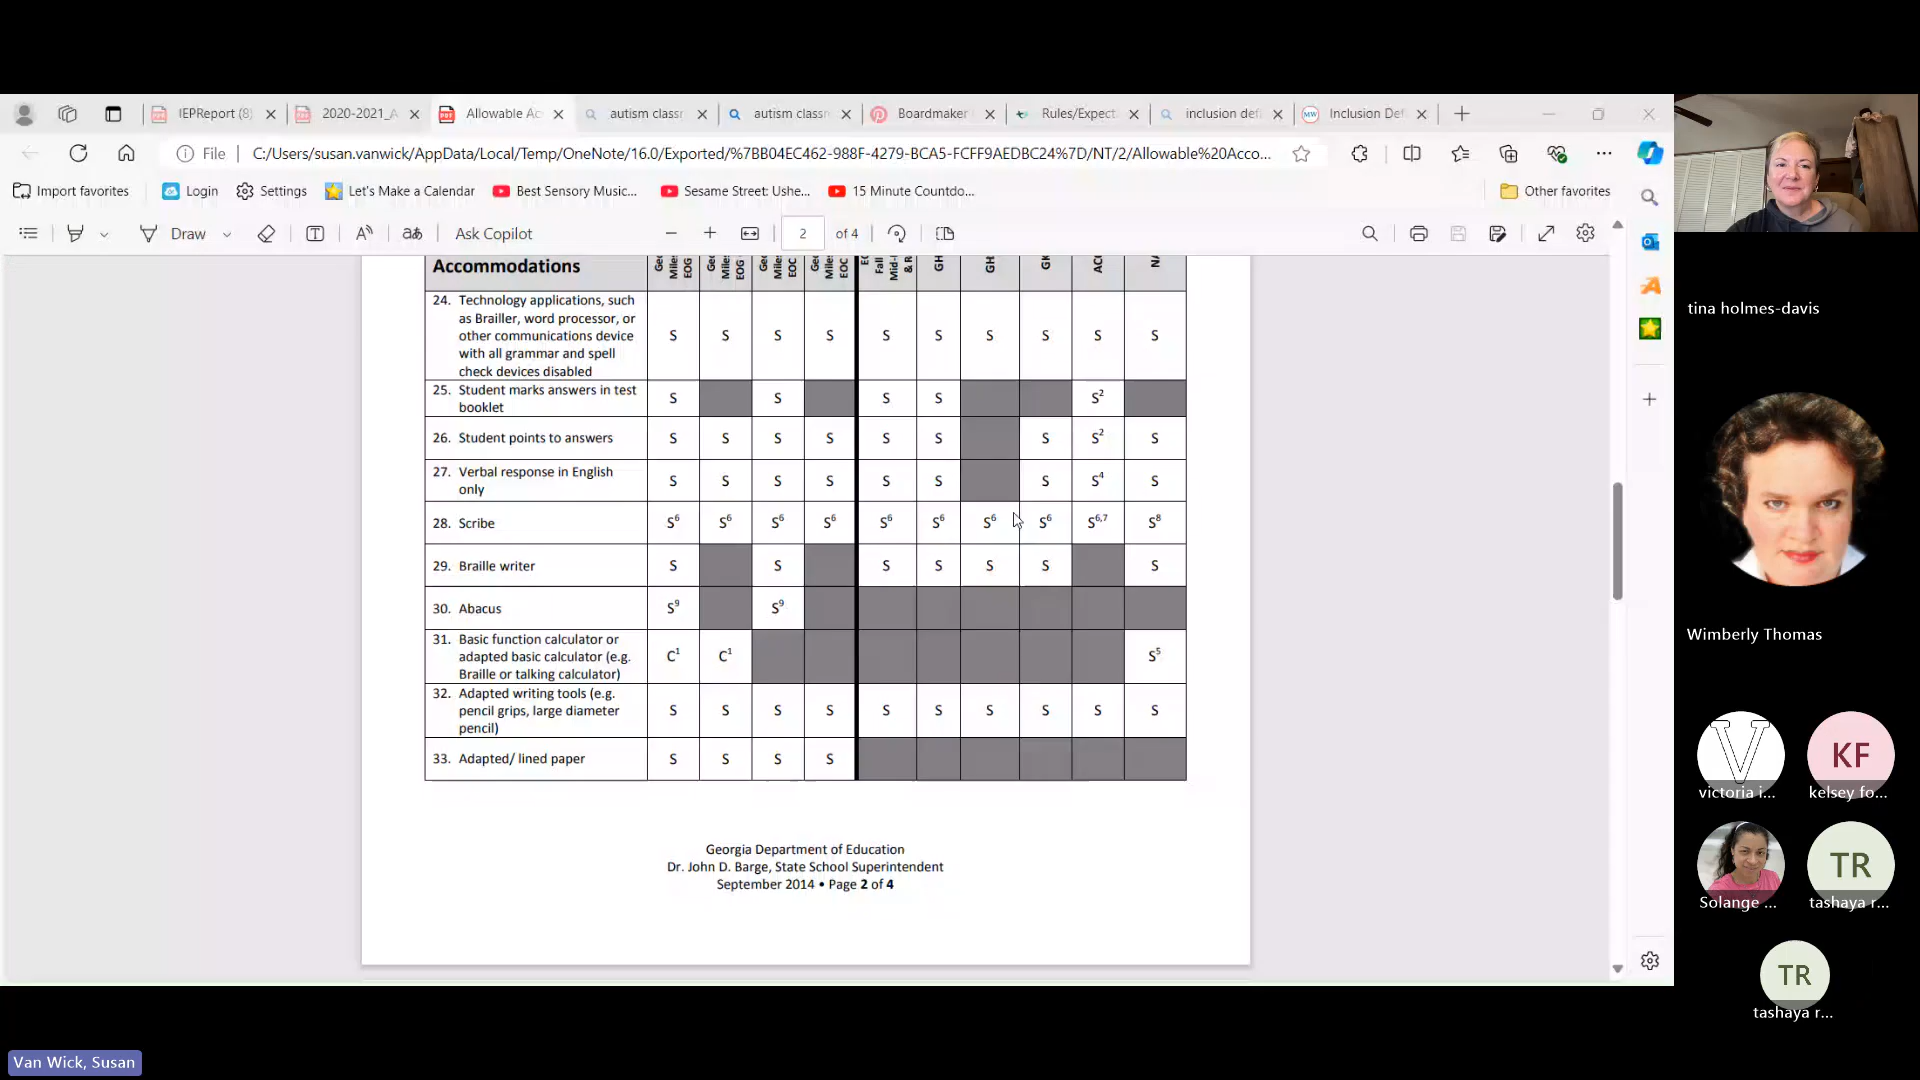 IEPReport (8)
2020-2021_A
Allowable Ac
autism classr
autism classr
Boardmaker
Rules/Expect.
inclusion defi
MW
Inclusion Def
File
C:/Users/susan.vanwick/AppData/Local/Temp/OneNote/16.0/Exported/%7BB04EC462-988F-4279-BCA5-FCFF9AEDBC24%7D/NT/2/Allowable%20Acco...
Import favorites
Login
Settings
Let's Make a Calendar
Best Sensory Music...
Sesame Street: Ushe...
15 Minute Countdo...
Other favorites
Draw
Ask Copilot
2
of 4
Accommodations
24. Technology applications, such
as Brailler, word processor, or
other communications device
with all grammar and spell
check devices disabled
S S S S S S S S S S
25. Student marks answers in test
booklet
S S S S S²
26. Student points to answers
S S S S S S S S² S
27. Verbal response in English
only
S S S S S S S S⁴ S
28. Scribe
S⁶ S⁶ S⁶ S⁶ S⁶ S⁶ S⁶ S⁶ S⁶,⁷ S⁸
29. Braille writer
S S S S S S S
30. Abacus
S⁹ S⁹
31. Basic function calculator or
adapted basic calculator (e.g.
Braille or talking calculator)
C¹ C¹ S⁵
32. Adapted writing tools (e.g.
pencil grips, large diameter
pencil)
S S S S S S S S S S
33. Adapted/ lined paper
S S S S
Georgia Department of Education
Dr. John D. Barge, State School Superintendent
September 2014 • Page 2 of 4
tina holmes-davis
Wimberly Thomas
V
victoria i...
KF
kelsey fo...
Solange ...
TR
tashaya r...
TR
tashaya r...
Van Wick, Susan